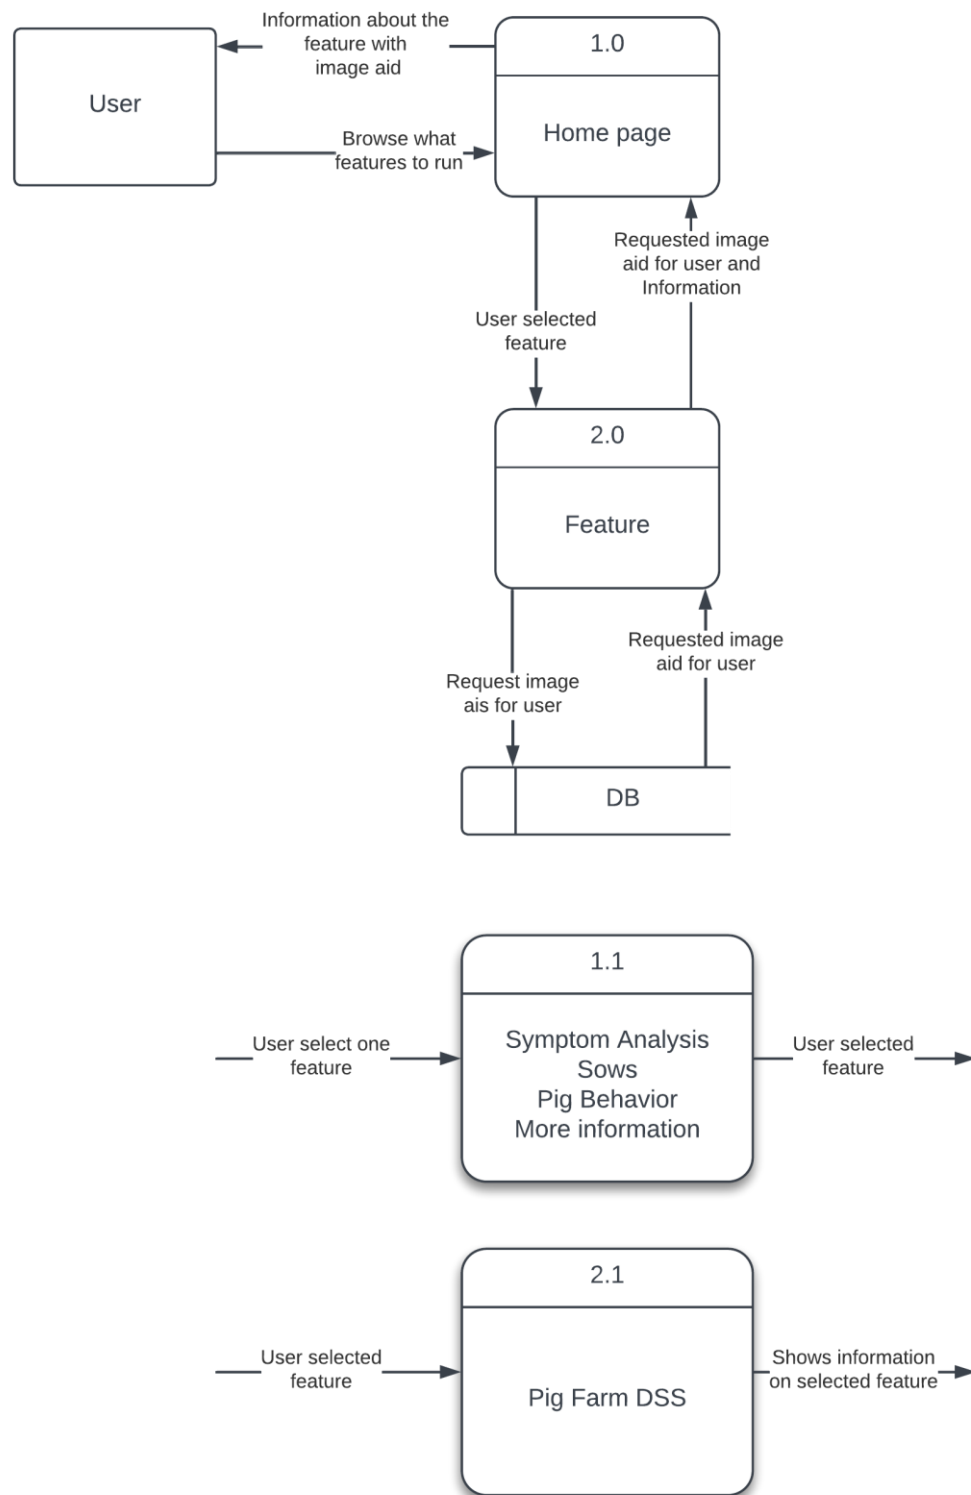 Information about the
feature with
image aid
1.0
User
Home page
Browse what
features to run
Requested image
aid for user and
Information
User selected
feature
2.0
Feature
Requested image
aid for user
Request image
ais for user
DB
1.1
User select one
feature
Symptom Analysis
Sows
Pig Behavior
More information
User selected
feature
2.1
User selected
feature
Pig Farm DSS
Shows information
on selected feature